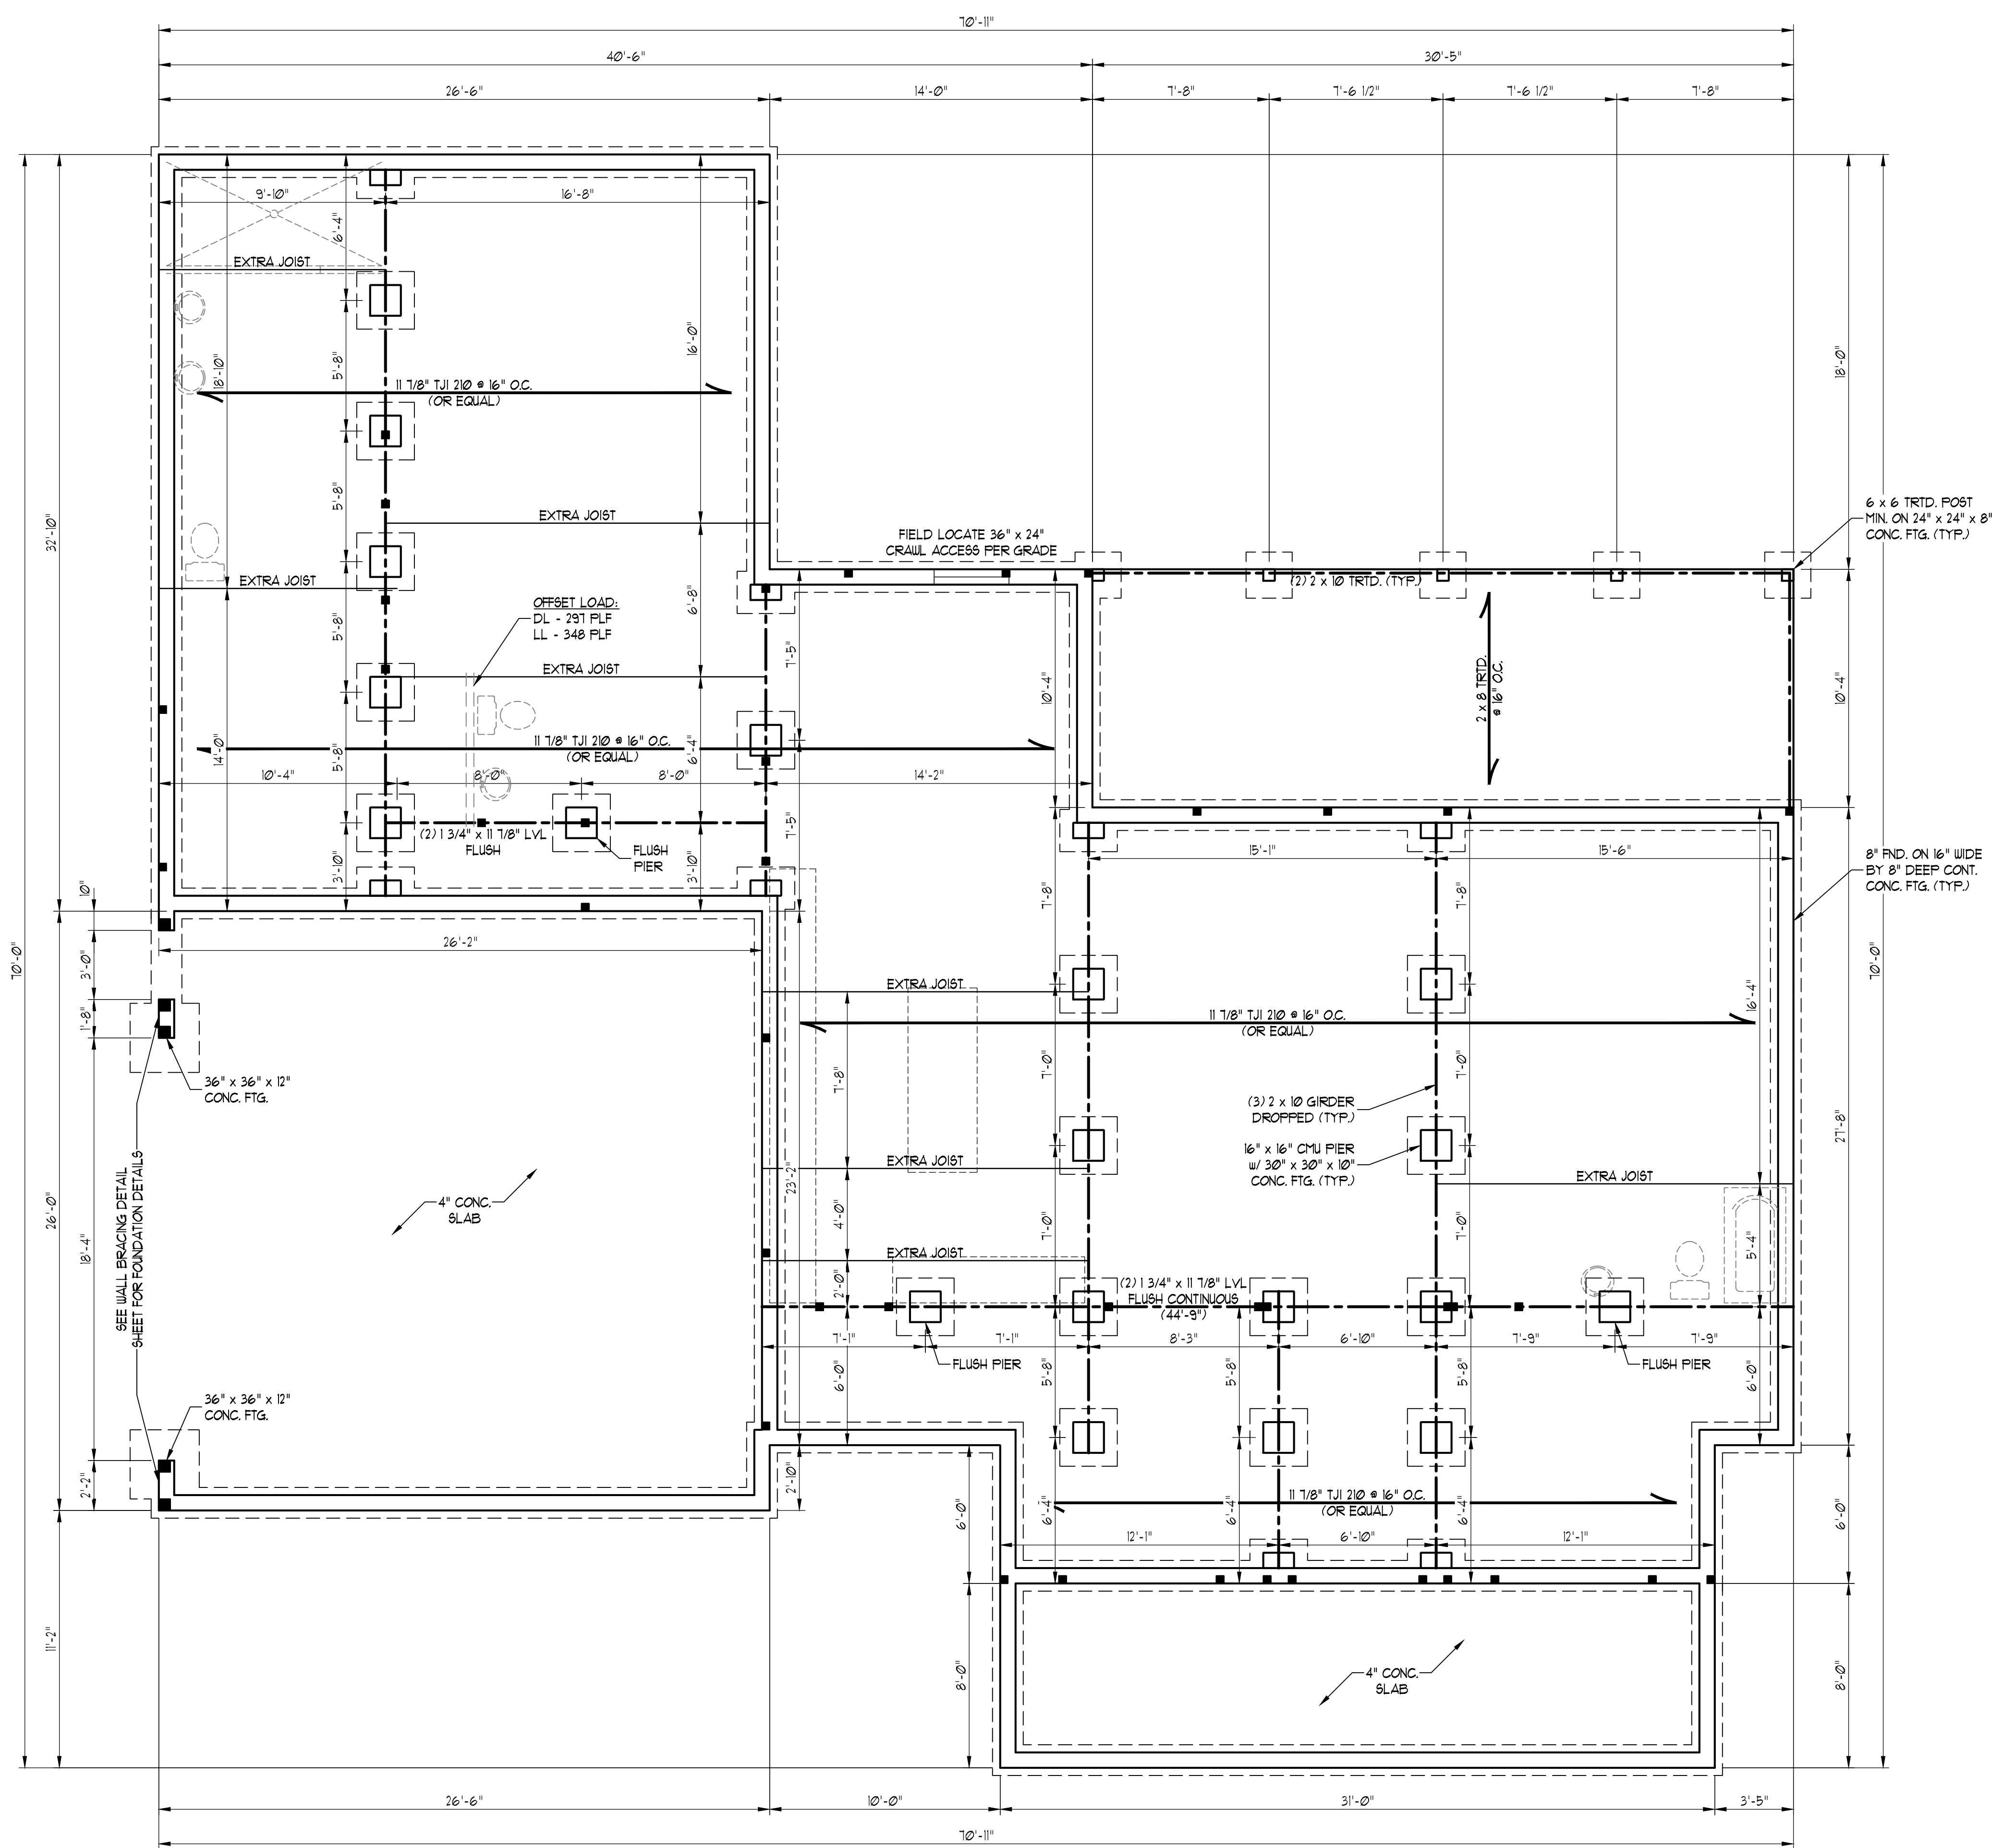 70'-11"
40'-6"
30'-5"
26'-6"
14'-0"
7'-8"
7'-6 1/2"
7'-6 1/2"
7'-8"
9'-10"
16'-8"
6'-4"
EXTRA JOIST
18'-10"
5'-8"
16'-0"
18'-0"
11 7/8" TJI 210 @ 16" O.C.
(OR EQUAL)
32'-10"
5'-8"
EXTRA JOIST
FIELD LOCATE 36" x 24"
CRAWL ACCESS PER GRADE
6 x 6 TRTD. POST
MIN. ON 24" x 24" x 8"
CONC. FTG. (TYP.)
EXTRA JOIST
(2) 2 x 10 TRTD. (TYP.)
OFFSET LOAD:
DL - 297 PLF
LL - 348 PLF
5'-8"
6'-8"
7'-5"
EXTRA JOIST
10'-4"
2 x 8 TRTD.
@ 16" O.C.
10'-4"
14'-0"
5'-8"
11 7/8" TJI 210 @ 16" O.C.
(OR EQUAL)
6'-4"
10'-4"
8'-0"
8'-0"
14'-2"
7'-5"
(2) 1 3/4" x 11 7/8" LVL
FLUSH
FLUSH
PIER
3'-10"
3'-10"
15'-1"
15'-6"
8" FND. ON 16" WIDE
BY 8" DEEP CONT.
CONC. FTG. (TYP.)
10"
7'-8"
7'-8"
26'-2"
70'-0"
3'-0"
70'-0"
1'-8"
EXTRA JOIST
16'-4"
11 7/8" TJI 210 @ 16" O.C.
(OR EQUAL)
36" x 36" x 12"
CONC. FTG.
7'-8"
7'-0"
7'-0"
(3) 2 x 10 GIRDER
DROPPED (TYP.)
27'-8"
16" x 16" CMU PIER
w/ 30" x 30" x 10"
CONC. FTG. (TYP.)
EXTRA JOIST
23'-2"
EXTRA JOIST
4" CONC.
SLAB
26'-0"
18'-4"
SEE WALL BRACING DETAIL
SHEET FOR FOUNDATION DETAILS
4'-0"
7'-0"
7'-0"
5'-4"
EXTRA JOIST
2'-0"
(2) 1 3/4" x 11 7/8" LVL
FLUSH CONTINUOUS
(44'-9")
7'-1"
7'-1"
8'-3"
6'-10"
7'-9"
7'-9"
FLUSH PIER
FLUSH PIER
6'-0"
5'-8"
5'-8"
5'-8"
6'-0"
36" x 36" x 12"
CONC. FTG.
2'-2"
2'-10"
6'-0"
6'-4"
6'-4"
6'-4"
6'-0"
11 7/8" TJI 210 @ 16" O.C.
(OR EQUAL)
12'-1"
6'-10"
12'-1"
11'-2"
8'-0"
4" CONC.
SLAB
8'-0"
26'-6"
10'-0"
31'-0"
3'-5"
70'-11"